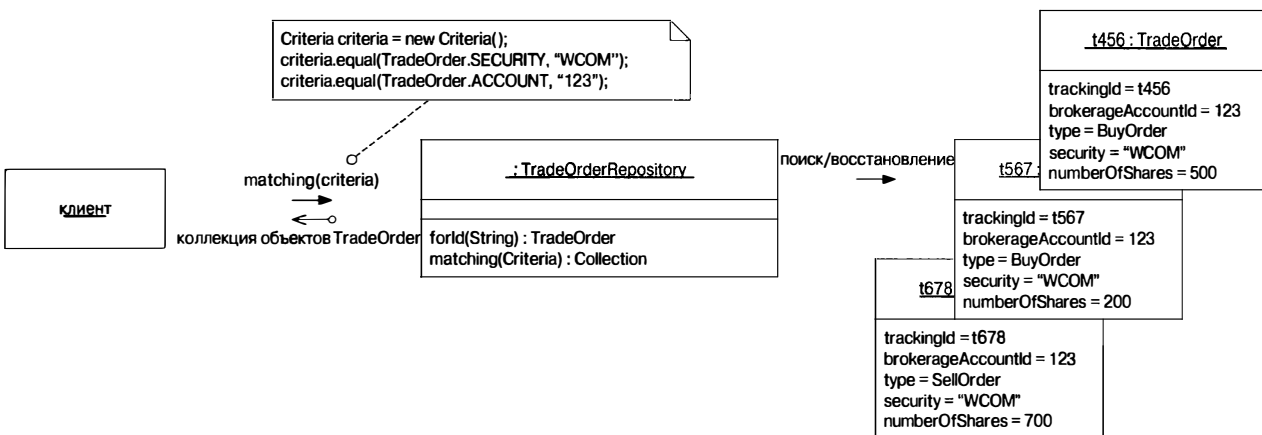 Criteria criteria = new Criteria();
criteria.equal(TradeOrder.SECURITY, “WCOM”);
criteria.equal(TradeOrder.ACCOUNT, “123”);
клиент
matching(criteria)
коллекция объектов TradeOrder
: TradeOrderRepository
forId(String) : TradeOrder
matching(Criteria) : Collection
поиск/восстановление
t456 : TradeOrder
trackingId = t456
brokerageAccountId = 123
type = BuyOrder
security = “WCOM”
numberOfShares = 500
t567 :
trackingId = t567
brokerageAccountId = 123
type = BuyOrder
security = “WCOM”
numberOfShares = 200
t678
trackingId = t678
brokerageAccountId = 123
type = SellOrder
security = “WCOM”
numberOfShares = 700